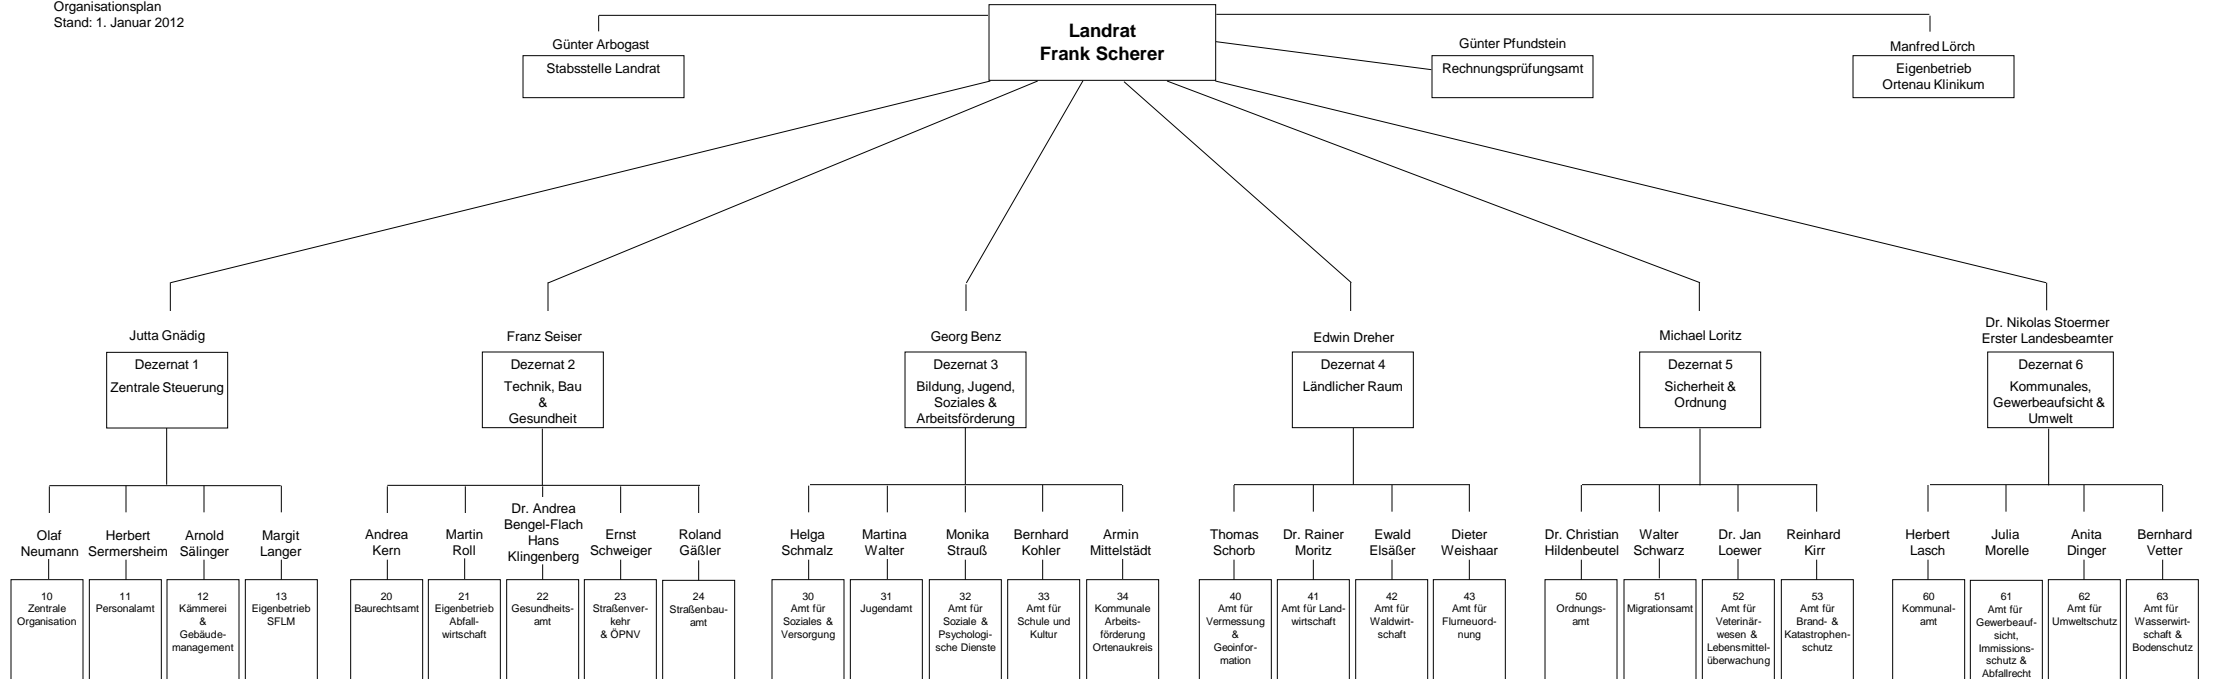 Organisationsplan
Stand: 1. Januar 2012
Landrat
Frank Scherer
Günter Arbogast
Stabsstelle Landrat
Günter Pfundstein
Rechnungsprüfungsamt
Manfred Lörch
Eigenbetrieb
Ortenau Klinikum
Jutta Gnädig
Dezernat 1
Zentrale Steuerung
Franz Seiser
Dezernat 2
Technik, Bau
&
Gesundheit
Georg Benz
Dezernat 3
Bildung, Jugend,
Soziales &
Arbeitsförderung
Edwin Dreher
Dezernat 4
Ländlicher Raum
Michael Loritz
Dezernat 5
Sicherheit &
Ordnung
Dr. Nikolas Stoermer
Erster Landesbeamter
Dezernat 6
Kommunales,
Gewerbeaufsicht &
Umwelt
Olaf
Neumann
10
Zentrale
Organisation
Herbert
Sermersheim
11
Personalamt
Arnold
Sälinger
12
Kämmerei
&
Gebäude-
management
Margit
Langer
13
Eigenbetrieb
SFLM
Andrea
Kern
20
Baurechtsamt
Martin
Roll
21
Eigenbetrieb
Abfall-
wirtschaft
Dr. Andrea
Bengel-Flach
Hans
Klingenberg
22
Gesundheits-
amt
Ernst
Schweiger
23
Straßenver-
kehr
& ÖPNV
Roland
Gäßler
24
Straßenbau-
amt
Helga
Schmalz
30
Amt für
Soziales &
Versorgung
Martina
Walter
31
Jugendamt
Monika
Strauß
32
Amt für
Soziale &
Psychologi-
sche Dienste
Bernhard
Kohler
33
Amt für
Schule und
Kultur
Armin
Mittelstädt
34
Kommunale
Arbeits-
förderung
Ortenaukreis
Thomas
Schorb
40
Amt für
Vermessung
&
Geoinfor-
mation
Dr. Rainer
Moritz
41
Amt für Land-
wirtschaft
Ewald
Elsäßer
42
Amt für
Waldwirt-
schaft
Dieter
Weishaar
43
Amt für
Flurneuord-
nung
Dr. Christian
Hildenbeutel
50
Ordnungs-
amt
Walter
Schwarz
51
Migrationsamt
Dr. Jan
Loewer
52
Amt für
Veterinär-
wesen &
Lebensmittel-
überwachung
Reinhard
Kirr
53
Amt für
Brand- &
Katastrophen-
schutz
Herbert
Lasch
60
Kommunal-
amt
Julia
Morelle
61
Amt für
Gewerbeauf-
sicht,
Immissions-
schutz &
Abfallrecht
Anita
Dinger
62
Amt für
Umweltschutz
Bernhard
Vetter
63
Amt für
Wasserwirt-
schaft &
Bodenschutz